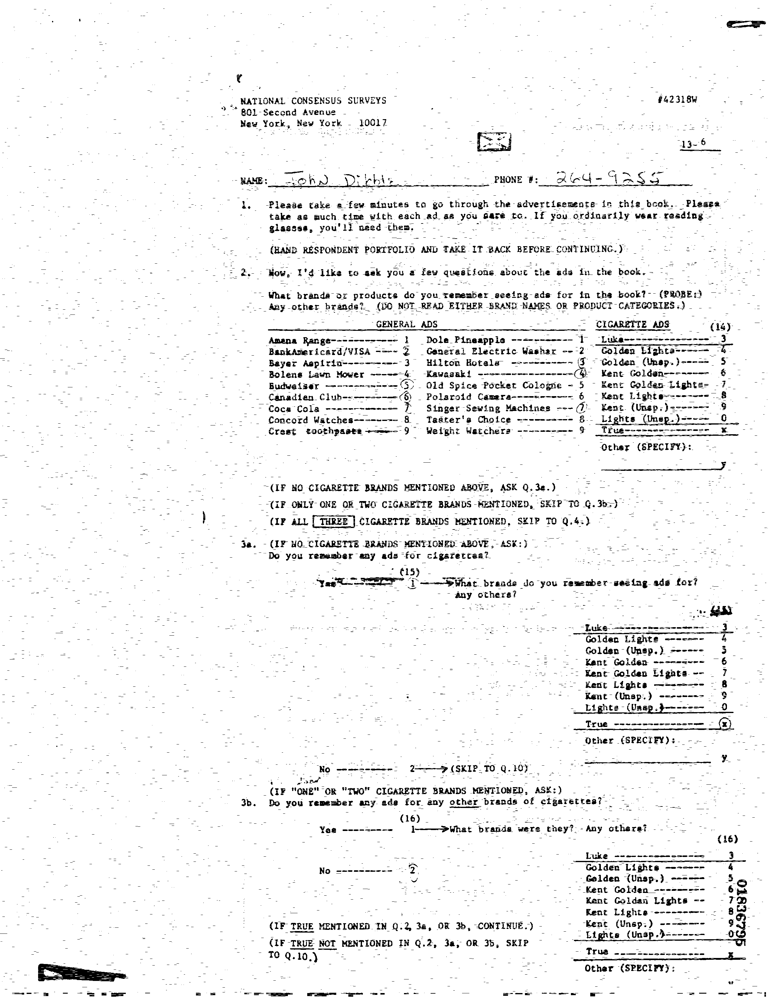 NATIONAL CONSENSUS SURVEYS #42318W
801 Second Avenue
New York, New York 10017
13-6
NAME: John PHONE #: 264-9255
1. Please take a few minutes to go through the advertisements in this book. Please
take as much time with each ad as you care to. If you ordinarily wear reading
glasses, you'll need them.
(HAND RESPONDENT PORTFOLIO AND TAKE IT BACK BEFORE CONTINUING.)
2. Now, I'd like to ask you a few questions about the ads in the book.
What brands or products do you remember seeing ads for in the book? (PROBE:)
Any other brands? (DO NOT READ EITHER BRAND NAMES OR PRODUCT CATEGORIES.)
GENERAL ADS CIGARETTE ADS (14)
Amana Range----------- 1 Dole Pineapple ----------- 1 Luke----------------- 3
BankAmericard/VISA ---- 2 General Electric Washer -- 2 Golden Lights------- 4
Bayer Aspirin---------- 3 Hilton Hotels ----------- 3 Golden (Unsp.)----- 5
Bolens Lawn Mower ----- 4 Kawasaki ---------------- 4 Kent Golden-------- 6
Budweiser ------------- 5 Old Spice Pocket Cologne - 5 Kent Golden Lights- 7
Canadian Club---------- 6 Polaroid Camera---------- 6 Kent Lights-------- 8
Coca Cola ------------- 7 Singer Sewing Machines --- 7 Kent (Unsp.)------- 9
Concord Watches-------- 8 Taster's Choice ---------- 8 Lights (Unsp.)----- 0
Crest toothpaste ------ 9 Weight Watchers ---------- 9 True--------------- x
Other (SPECIFY):
y
(IF NO CIGARETTE BRANDS MENTIONED ABOVE, ASK Q.3a.)
(IF ONLY ONE OR TWO CIGARETTE BRANDS MENTIONED, SKIP TO Q.3b.)
(IF ALL THREE CIGARETTE BRANDS MENTIONED, SKIP TO Q.4.)
3a. (IF NO CIGARETTE BRANDS MENTIONED ABOVE, ASK:)
Do you remember any ads for cigarettes?
(15)
Yes --------- 1 What brands do you remember seeing ads for?
Any others?
Luke ---------------- 3
Golden Lights ------- 4
Golden (Unsp.) ------ 5
Kent Golden --------- 6
Kent Golden Lights -- 7
Kent Lights --------- 8
Kent (Unsp.) -------- 9
Lights (Unsp.)------- 0
True ---------------- x
Other (SPECIFY):
y
No ---------- 2 (SKIP TO Q.10)
(IF "ONE" OR "TWO" CIGARETTE BRANDS MENTIONED, ASK:)
3b. Do you remember any ads for any other brands of cigarettes?
(16)
Yes --------- 1 What brands were they? Any others?
(16)
Luke ---------------- 3
No ---------- 2 Golden Lights ------- 4
Golden (Unsp.) ------ 5
Kent Golden --------- 6
Kent Golden Lights -- 7
Kent Lights --------- 8
(IF TRUE MENTIONED IN Q.2, 3a, OR 3b, CONTINUE.) Kent (Unsp.) -------- 9
Lights (Unsp.)------- 0
(IF TRUE NOT MENTIONED IN Q.2, 3a, OR 3b, SKIP
TO Q.10.) True ---------------- x
Other (SPECIFY):
01836795